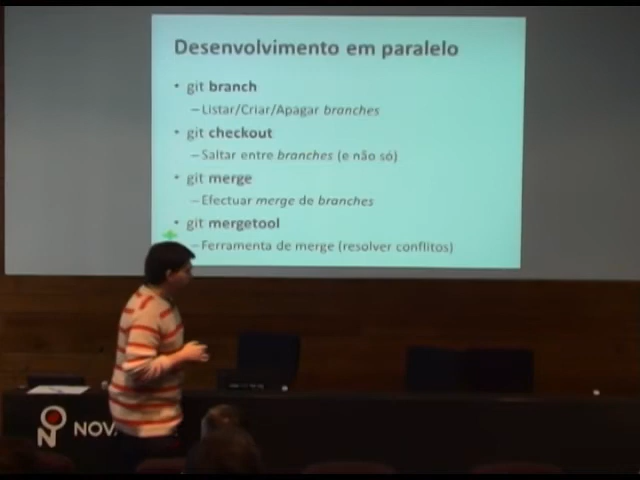 Desenvolvimento em paralelo
• git branch
– Listar/Criar/Apagar branches
• git checkout
– Saltar entre branches (e não só)
• git merge
– Efectuar merge de branches
• git mergetool
– Ferramenta de merge (resolver conflitos)
NOV.